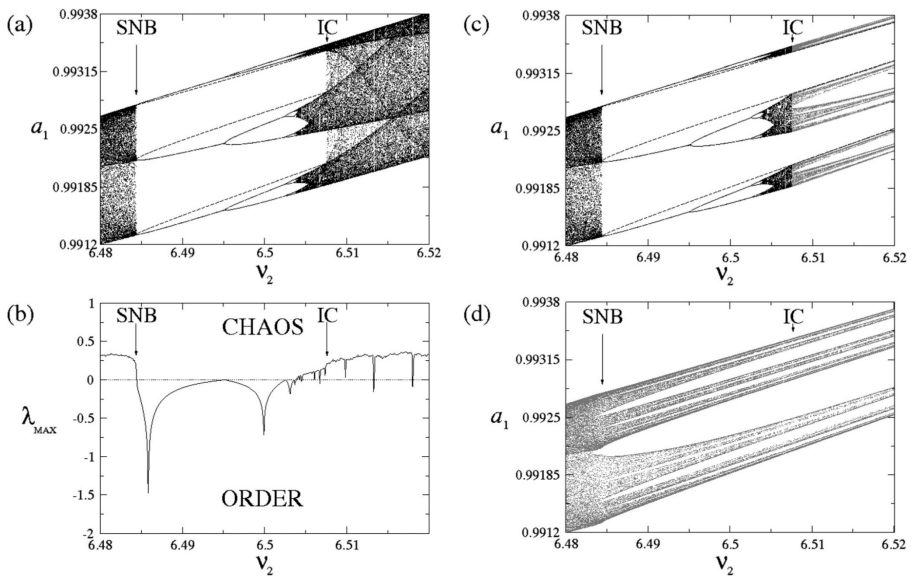 (a)
SNB
IC
0.9938
0.99315
0.9925
0.99185
0.9912
a1
6.48
6.49
6.5
6.51
6.52
ν2
(c)
SNB
IC
0.9938
0.99315
0.9925
0.99185
0.9912
a1
6.48
6.49
6.5
6.51
6.52
ν2
(b)
SNB
CHAOS
IC
1
0.5
0
-0.5
-1
-1.5
-2
λMAX
ORDER
6.48
6.49
6.5
6.51
ν2
(d)
SNB
IC
0.9938
0.99315
0.9925
0.99185
0.9912
a1
6.48
6.49
6.5
6.51
6.52
ν2